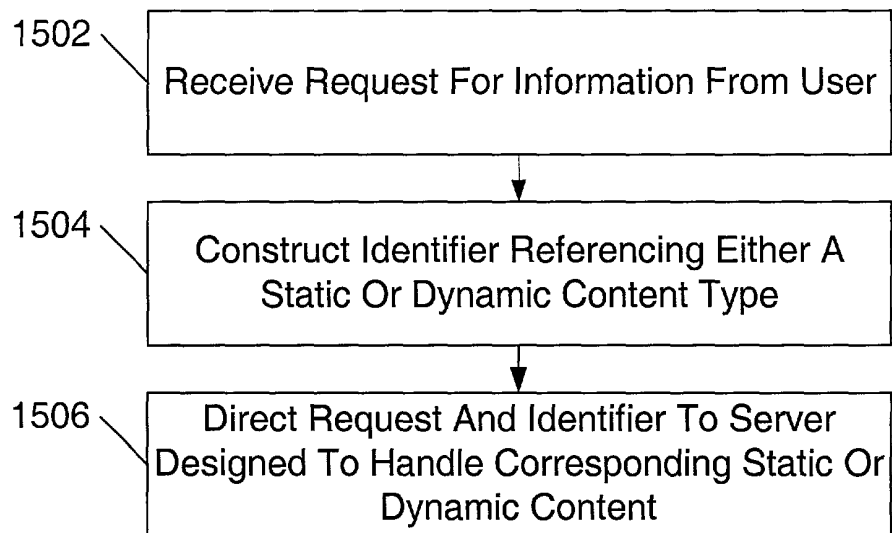 1502
Receive Request For Information From User
1504
Construct Identifier Referencing Either A
Static Or Dynamic Content Type
1506
Direct Request And Identifier To Server
Designed To Handle Corresponding Static Or
Dynamic Content